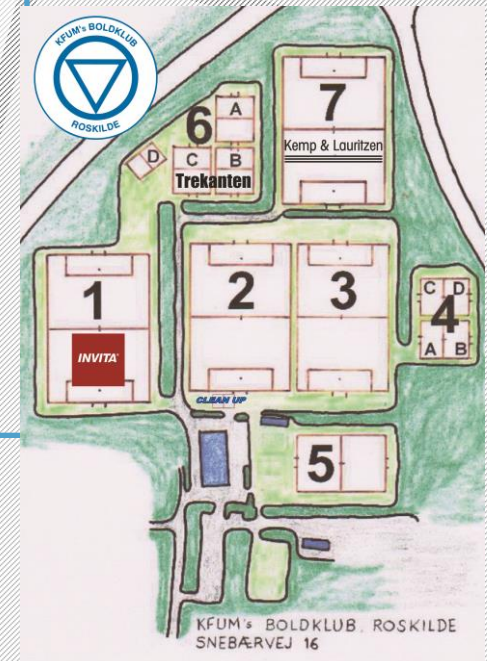 KFUM's BOLDKLUB
ROSKILDE
6
A
D
C
B
Trekanten
7
Kemp & Lauritzen
1
INVITA
2
3
C D
4
A B
CLEAN UP
5
KFUM's BOLDKLUB. ROSKILDE
SNEBÆRVEJ 16